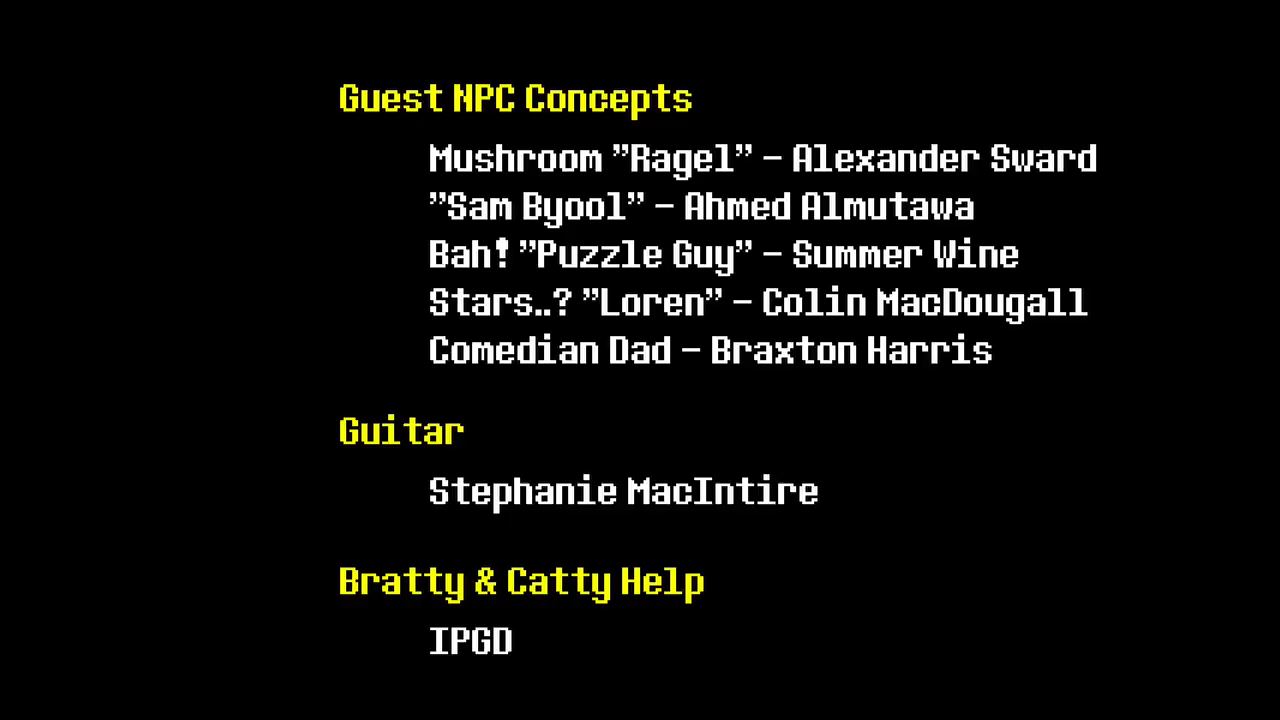 Guest NPC Concepts
Mushroom ”Ragel” - Alexander Sward
”Sam Byool” - Ahmed Almutawa
Bah! ”Puzzle Guy” - Summer Wine
Stars..? ”Loren” - Colin MacDougall
Comedian Dad - Braxton Harris
Guitar
Stephanie MacIntire
Bratty & Catty Help
IPGD